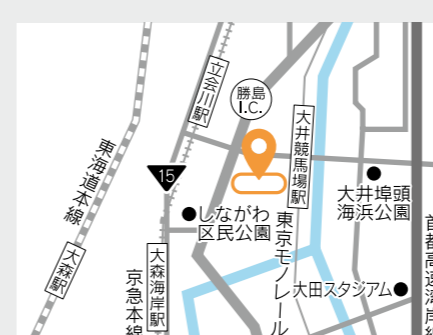 立会川駅
勝島
I.C.
大井競馬場駅
東海道本線
15
大井埠頭
海浜公園
しながわ
区民公園
大森駅
大森海岸駅
京急本線
東京モノレール
大田スタジアム
首都高速湾岸線